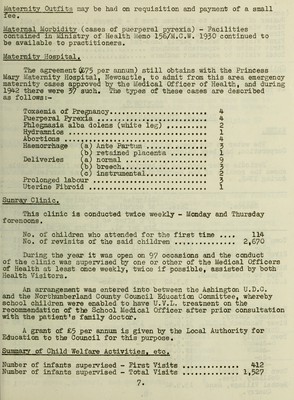 Maternity Outfits may be had on requisition and payment of a small
fee.
Maternal Morbidity (cases of puerperal pyrexia) - Facilities
contained in Ministry of Health Memo 156/M.C.W. 1930 continued to
be available to practitioners.
Maternity Hospital.
The agreement (£75 per annum) still obtains with the Princess
Mary Maternity Hospital, Newcastle, to admit from this area emergency
maternity cases approved by the Medical Officer of Health, and during
1942 there were 37 such. The types of these cases are described
as follows:-
Toxaemia of Pregnancy.................. 4
Puerperal Pyrexia ..................... 4
Phlegmasia alba dolens (white leg) .... 2
Hydramnios ............................ 1
Abortions ............................. 4
Haemorrhage (a) Ante Partum ........... 3
(b) retained placenta ..... 1
Deliveries (a) normal ................ 9
(b) breech................. 3
(c) instrumental........... 2
Prolonged labour ...................... 3
Uterine Fibroid ....................... 1
Sunray Clinic.
This clinic is conducted twice weekly - Monday and Thursday
forenoons.
No. of children who attended for the first time .... 114
No. of revisits of the said children ............... 2,670
During the year it was open on 97 occasions and the conduct
of the clinic was supervised by one or other of the Medical Officers
of Health at least once weekly, twice if possible, assisted by both
Health Visitors.
An arrangement was entered into between the Ashington U.D.C.
and the Northumberland County Council Education Committee, whereby
school children were enabled to have U.V.L. treatment on the
recommendation of the School Medical Officer after prior consultation
with the patient's family doctor.
A grant of £5 per annum is given by the Local Authority for
Education to the Council for this purpose.
Summary of Child Welfare Activities, etc.
Number of infants supervised - First Visits ............. 412
Number of infants supervised - Total Visits ............. 1,527
7.